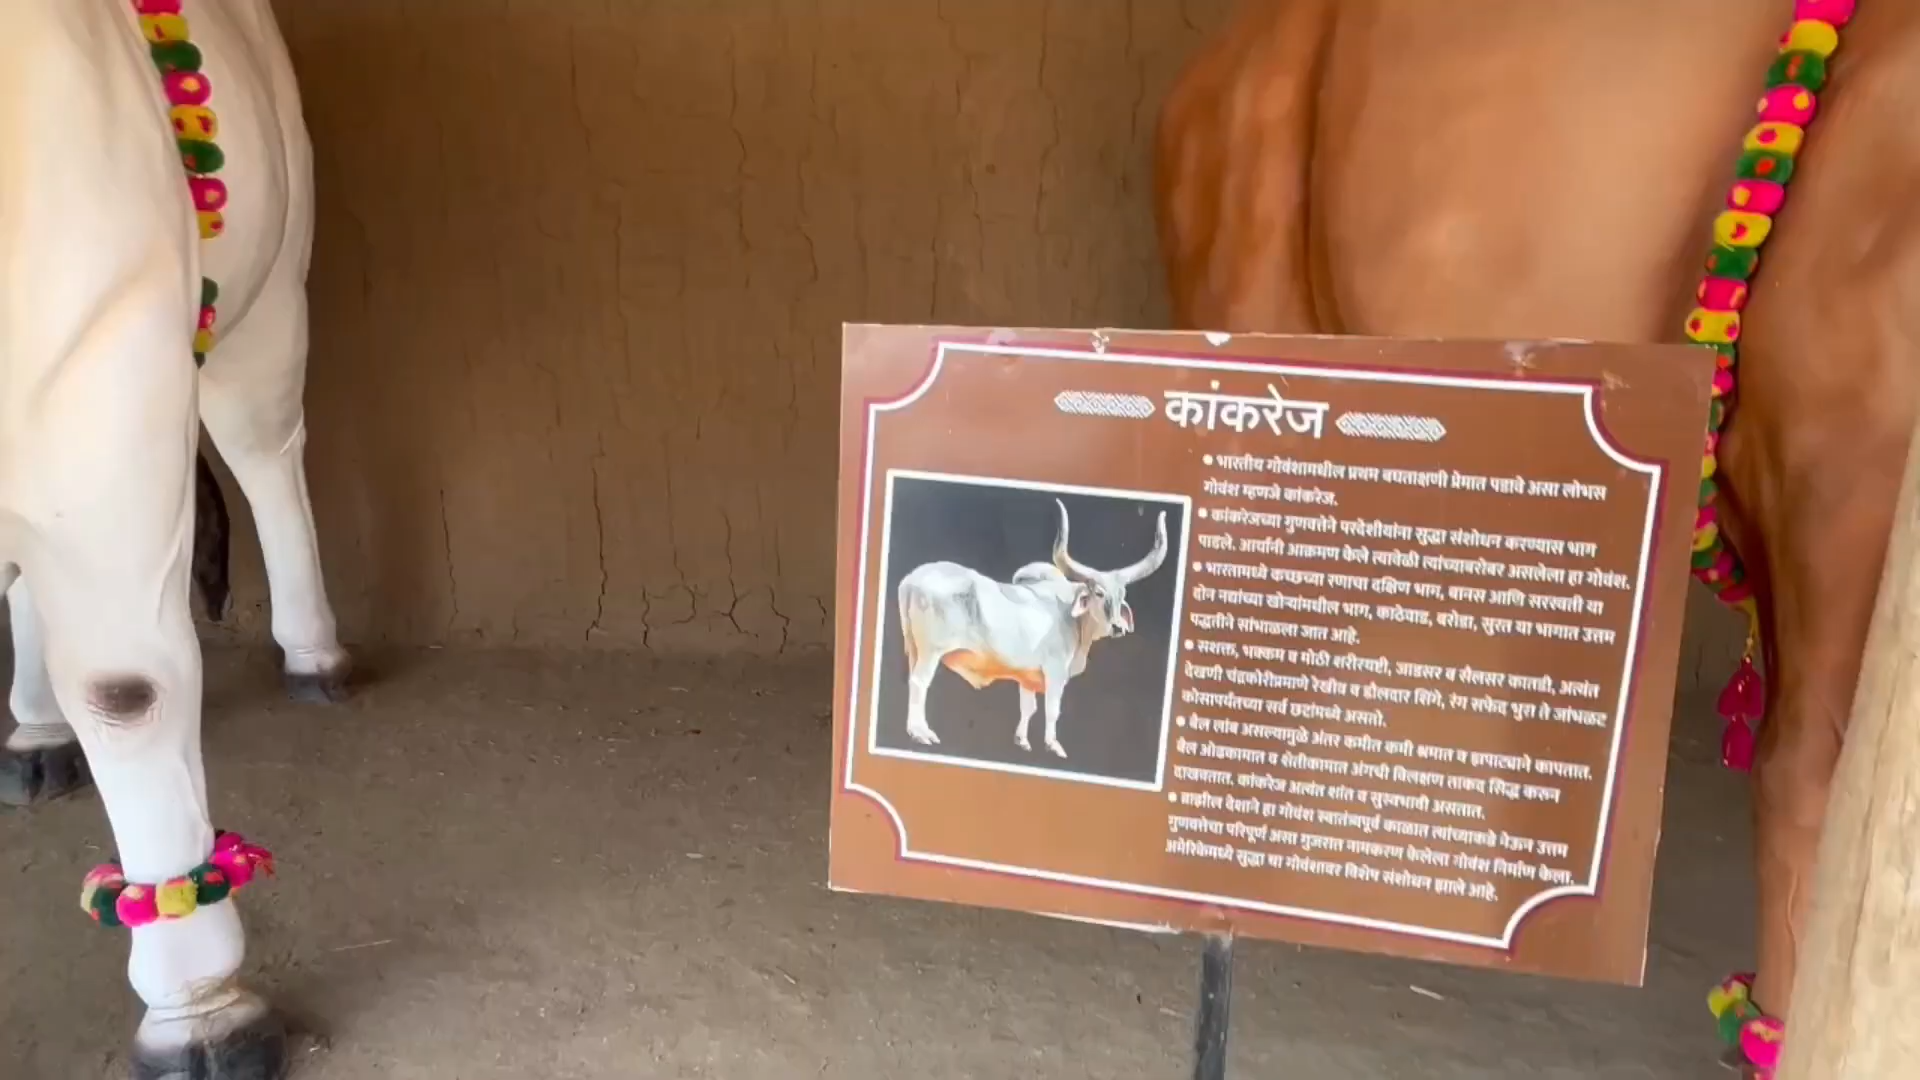 कांकरेज
• भारतीय गोवंशामधील प्रथम बघताक्षणी प्रेमात पडावे असा लोभस
गोवंश म्हणजे कांकरेज.
• कांकरेजच्या गुणवत्तेने परदेशीयांना सुद्धा संशोधन करण्यास भाग
पाडले. आर्यांनी आक्रमण केले त्यावेळी त्यांच्याबरोबर असलेला हा गोवंश.
• भारतामध्ये कच्छच्या रणाचा दक्षिण भाग, बानस आणि सरस्वती या
दोन नद्यांच्या खोऱ्यांमधील भाग, काठेवाड, बरोडा, सुरत या भागात उत्तम
पद्धतीने सांभाळला जात आहे.
• सशक्त, भक्कम व मोठी शरीरयष्टी, जाडसर व सैलसर कातडी, अत्यंत
देखणी चंद्रकोरीप्रमाणे रेखीव व डौलदार शिंगे, रंग सफेद भुरा ते जांभळट
कोसापर्यंतच्या सर्व छटांमध्ये असतो.
• बैल लांब असल्यामुळे अंतर कमीत कमी श्रमात व झपाट्याने कापतात.
बैल ओढकामात व शेतीकामात अंगची विलक्षण ताकद सिद्ध करून
दाखवतात. कांकरेज अत्यंत शांत व सुस्वभावी असतात.
• ब्राझील देशाने हा गोवंश स्वातंत्र्यपूर्व काळात त्यांच्याकडे नेऊन उत्तम
गुणवत्तेचा परिपूर्ण असा गुजरात नामकरण केलेला गोवंश निर्माण केला.
अमेरिकेमध्ये सुद्धा या गोवंशावर विशेष संशोधन झाले आहे.